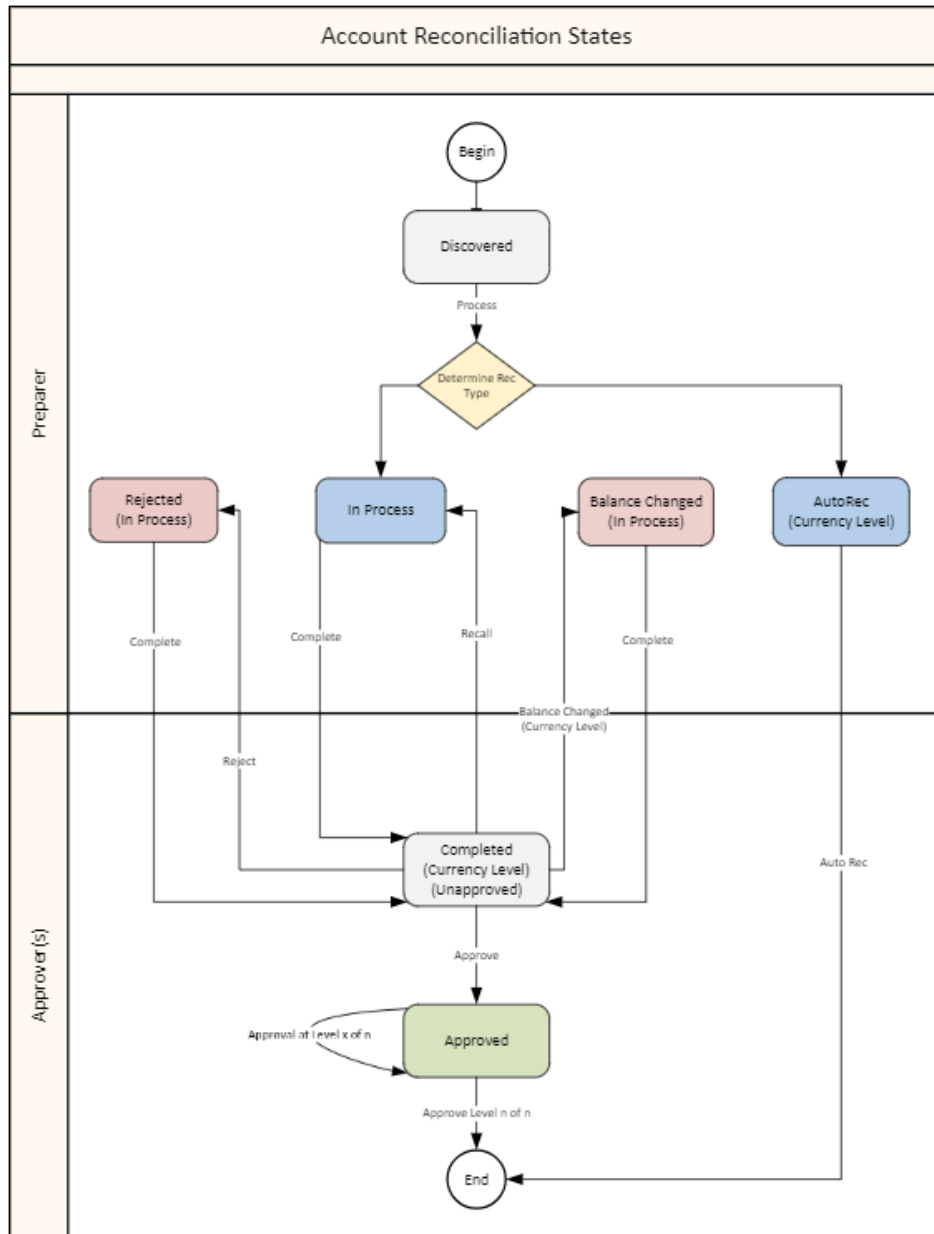 Account Reconciliation States
Preparer
Begin
Discovered
Process
Determine Rec
Type
Rejected
(In Process)
In Process
Balance Changed
(In Process)
AutoRec
(Currency Level)
Complete
Complete
Recall
Complete
Balance Changed
(Currency Level)
Reject
Approver(s)
Completed
(Currency Level)
(Unapproved)
Auto Rec
Approve
Approval at Level x of n
Approved
Approve Level n of n
End